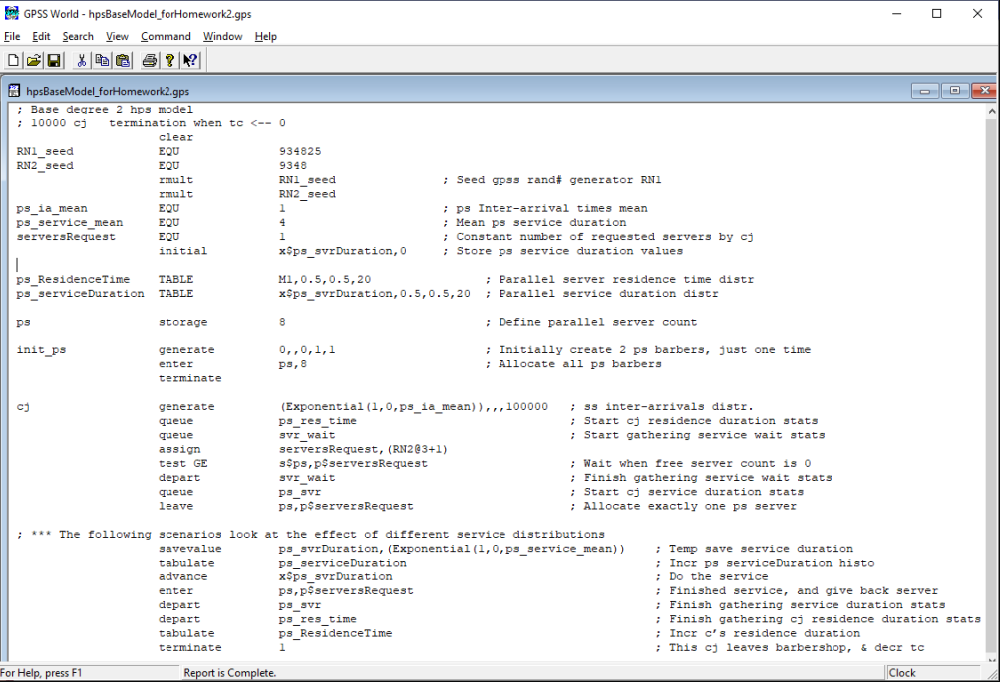 GPSS World - hpsBaseModel_forHomework2.gps
File Edit Search View Command Window Help
hpsBaseModel_forHomework2.gps
; Base degree 2 hps model
; 10000 cj   termination when tc <-- 0
clear
RN1_seed EQU 934825
RN2_seed EQU 9348
rmult RN1_seed ; Seed gpss rand# generator RN1
rmult RN2_seed
ps_ia_mean EQU 1 ; ps Inter-arrival times mean
ps_service_mean EQU 4 ; Mean ps service duration
serversRequest EQU 1 ; Constant number of requested servers by cj
initial x$ps_svrDuration,0 ; Store ps service duration values
ps_ResidenceTime TABLE M1,0.5,0.5,20 ; Parallel server residence time distr
ps_serviceDuration TABLE x$ps_svrDuration,0.5,0.5,20 ; Parallel service duration distr
ps storage 8 ; Define parallel server count
init_ps generate 0,,0,1,1 ; Initially create 2 ps barbers, just one time
enter ps,8 ; Allocate all ps barbers
terminate
cj generate (Exponential(1,0,ps_ia_mean)),,,100000 ; ss inter-arrivals distr.
queue ps_res_time ; Start cj residence duration stats
queue svr_wait ; Start gathering service wait stats
assign serversRequest,(RN2@3+1)
test GE s$ps,p$serversRequest ; Wait when free server count is 0
depart svr_wait ; Finish gathering service wait stats
queue ps_svr ; Start cj service duration stats
leave ps,p$serversRequest ; Allocate exactly one ps server
; *** The following scenarios look at the effect of different service distributions
savevalue ps_svrDuration,(Exponential(1,0,ps_service_mean)) ; Temp save service duration
tabulate ps_serviceDuration ; Incr ps serviceDuration histo
advance x$ps_svrDuration ; Do the service
enter ps,p$serversRequest ; Finished service, and give back server
depart ps_svr ; Finish gathering service duration stats
depart ps_res_time ; Finish gathering cj residence duration stats
tabulate ps_ResidenceTime ; Incr c's residence duration
terminate 1 ; This cj leaves barbershop, & decr tc
For Help, press F1 Report is Complete. Clock